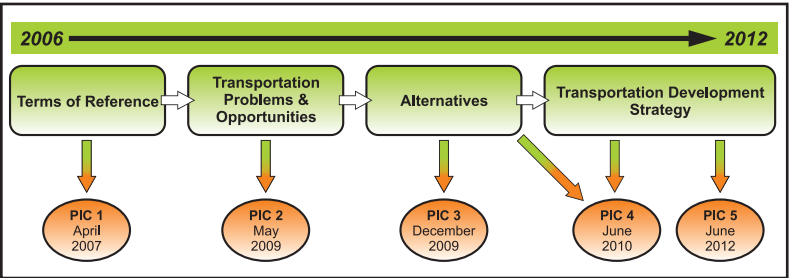 2006
2012
Terms of Reference
Transportation
Problems &
Opportunities
Alternatives
Transportation Development
Strategy
PIC 1
April
2007
PIC 2
May
2009
PIC 3
December
2009
PIC 4
June
2010
PIC 5
June
2012